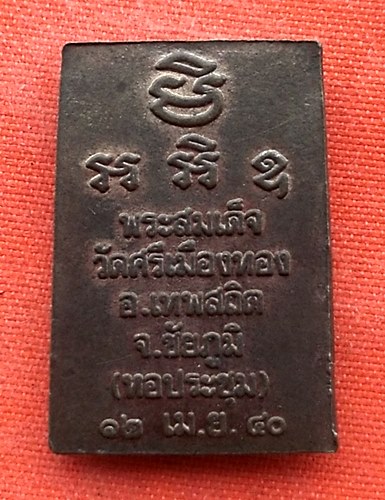 พระสมเด็จ
วัดศรีเมืองทอง
อ.เทพสถิต
จ.ชัยภูมิ
(ทอประชุม)
๑๒ เม.ย. ๔๐